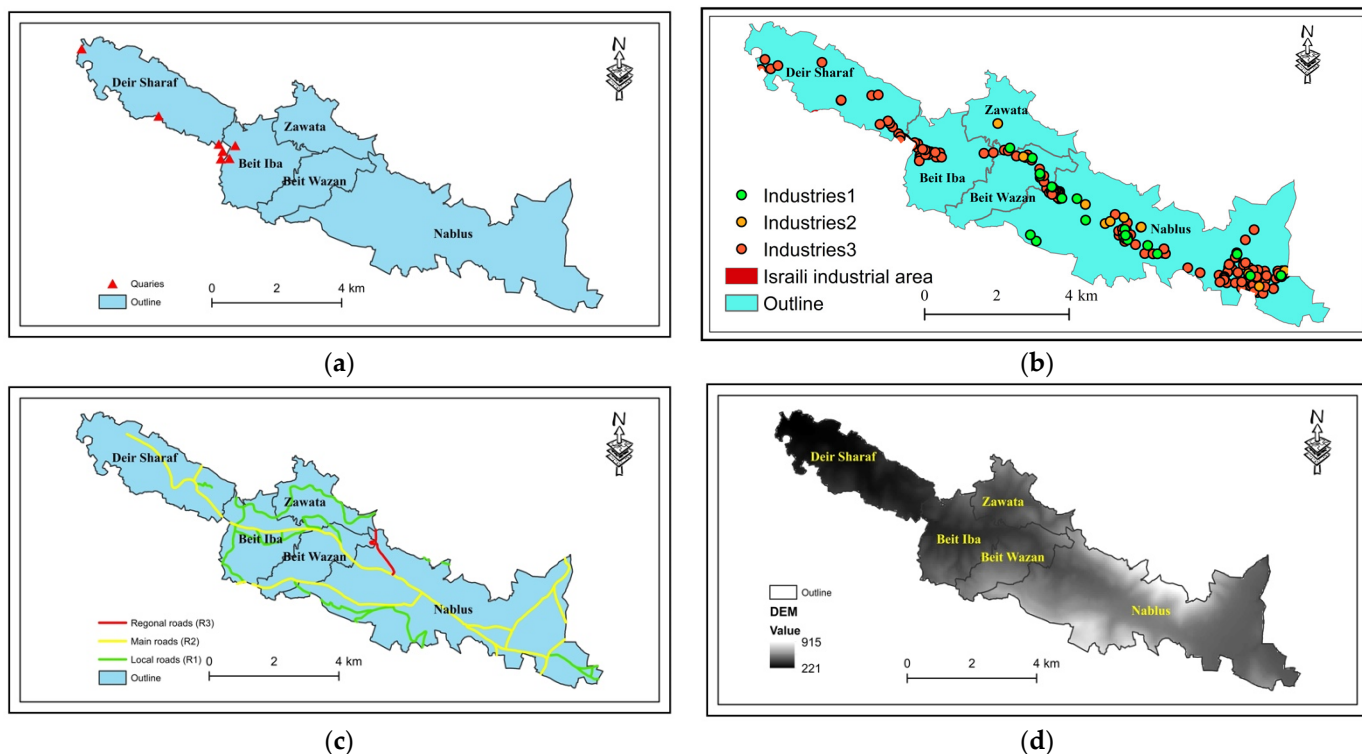 N
Deir Sharaf
Zawata
Beit Iba
Beit Wazan
Nablus
Quaries
Outline
0 2 4 km
(a)
N
Deir Sharaf
Zawata
Beit Iba
Beit Wazan
Nablus
Industries1
Industries2
Industries3
Israili industrial area
Outline
0 2 4 km
(b)
N
Deir Sharaf
Zawata
Beit Iba
Beit Wazan
Nablus
Regonal roads (R3)
Main roads (R2)
Local roads (R1)
Outline
0 2 4 km
(c)
N
Deir Sharaf
Zawata
Beit Iba
Beit Wazan
Nablus
Outline
DEM
Value
915
221
0 2 4 km
(d)